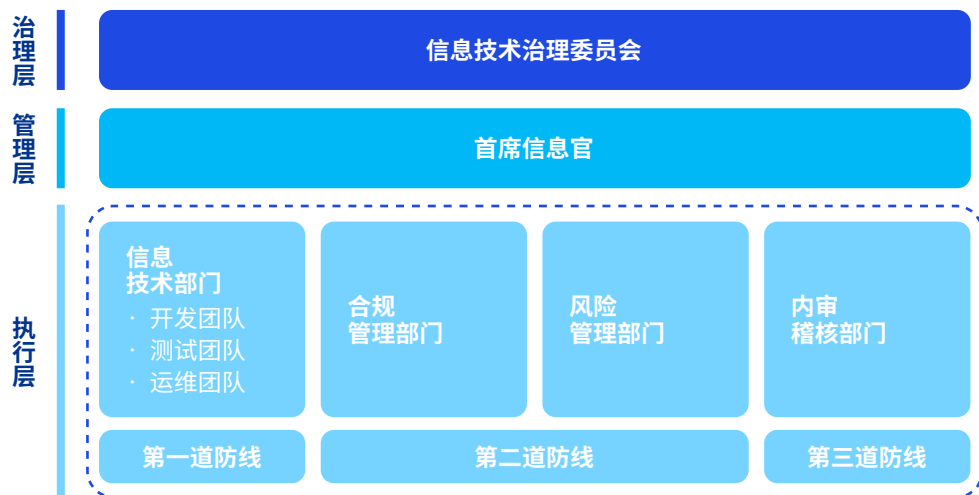 治理层
信息技术治理委员会
管理层
首席信息官
执行层
信息
技术部门
· 开发团队
· 测试团队
· 运维团队
合规
管理部门
风险
管理部门
内审
稽核部门
第一道防线
第二道防线
第三道防线